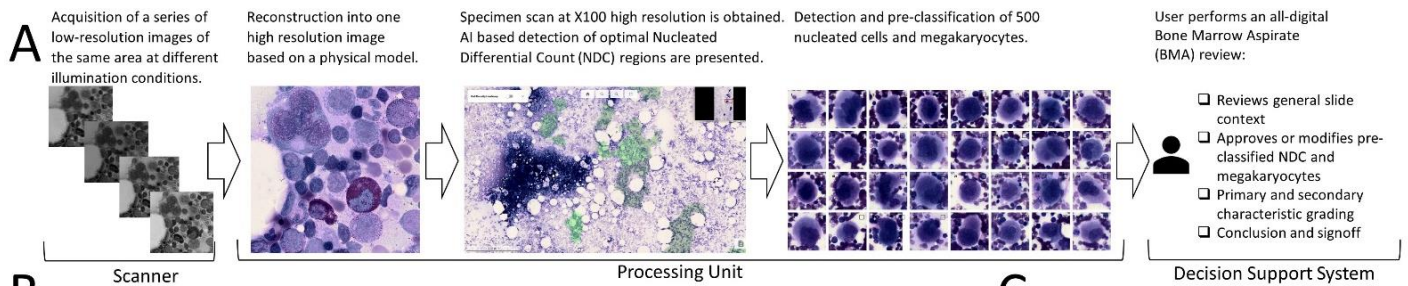 A
Acquisition of a series of
low-resolution images of
the same area at different
illumination conditions.
Reconstruction into one
high resolution image
based on a physical model.
Specimen scan at X100 high resolution is obtained.
AI based detection of optimal Nucleated
Differential Count (NDC) regions are presented.
Detection and pre-classification of 500
nucleated cells and megakaryocytes.
User performs an all-digital
Bone Marrow Aspirate
(BMA) review:
Reviews general slide
context
Approves or modifies pre-
classified NDC and
megakaryocytes
Primary and secondary
characteristic grading
Conclusion and signoff
Scanner
Processing Unit
Decision Support System